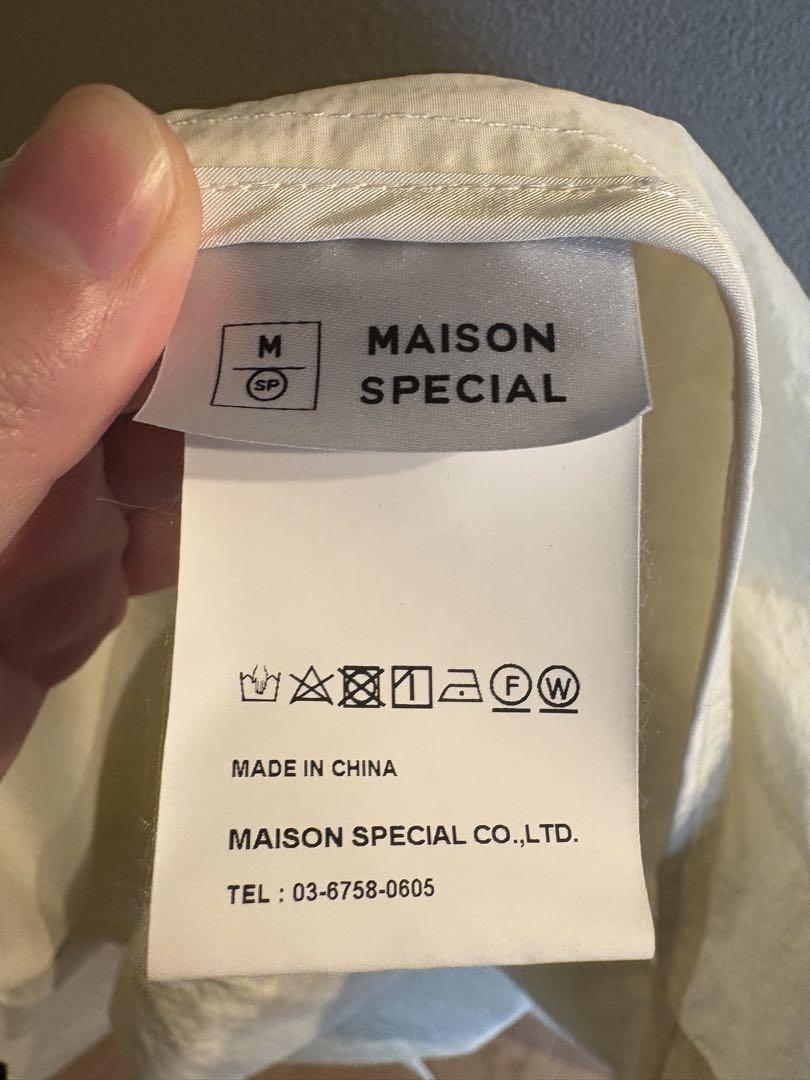 M
SP
MAISON
SPECIAL
F W
MADE IN CHINA
MAISON SPECIAL CO.,LTD.
TEL : 03-6758-0605